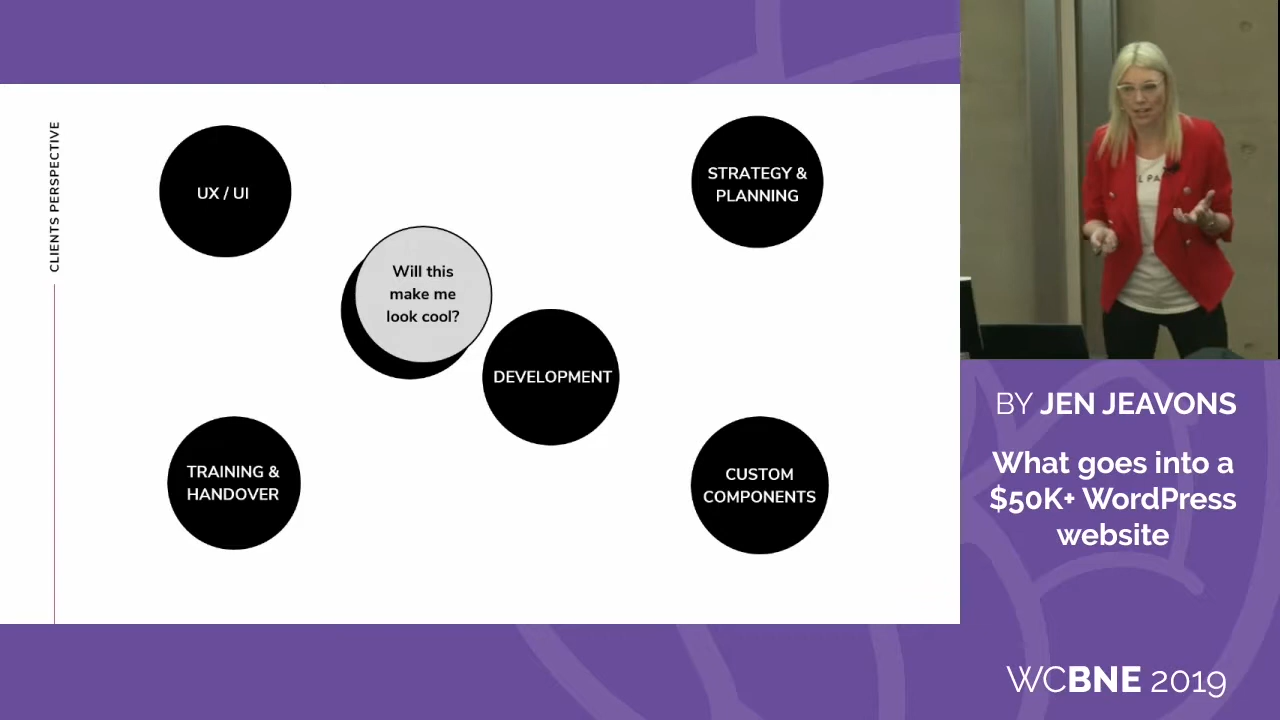 CLIENTS PERSPECTIVE
UX / UI
STRATEGY &
PLANNING
Will this
make me
look cool?
DEVELOPMENT
TRAINING &
HANDOVER
CUSTOM
COMPONENTS
BY JEN JEAVONS
What goes into a
$50K+ WordPress
website
WCBNE 2019